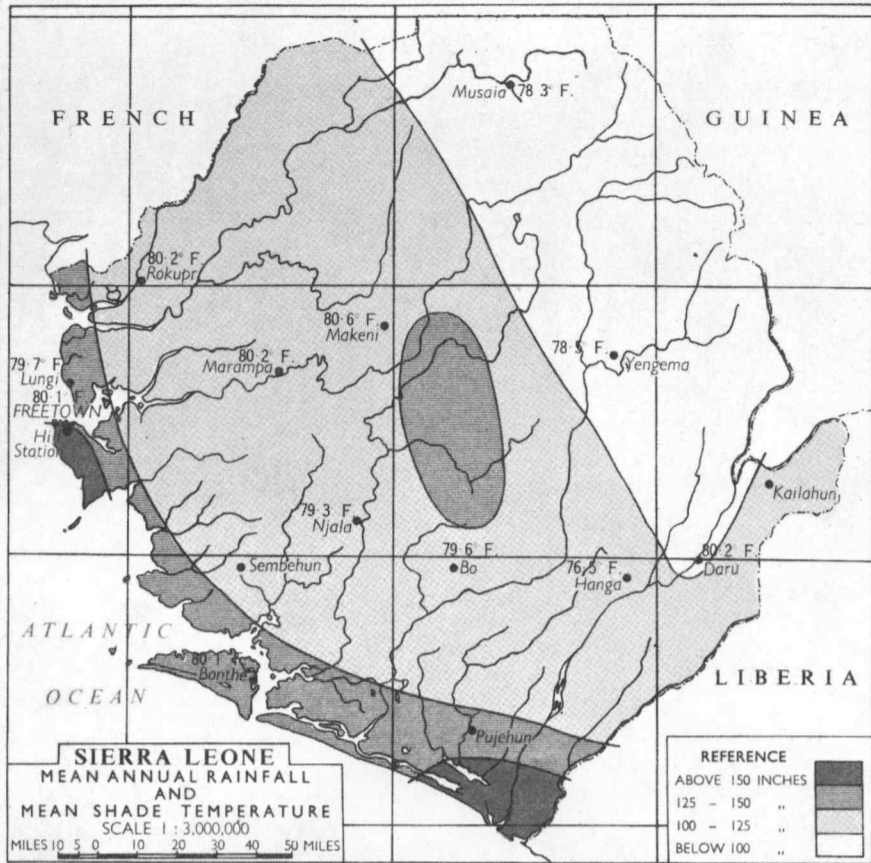 Musaia 78·3° F.
FRENCH
GUINEA
80·2° F.
Rokupr
80·6° F.
Makeni
79·7° F.
Lungi
80·2° F.
Marampa
78·5° F.
Yengema
80·1° F.
FREETOWN
Hill
Station
Kailahun
79·3 F.
Njala
79·6° F.
Bo
Sembehun
76·5° F.
Hanga
80·2° F.
Daru
ATLANTIC
OCEAN
80·1
Bonthe
LIBERIA
Pujehun
SIERRA LEONE
MEAN ANNUAL RAINFALL
AND
MEAN SHADE TEMPERATURE
SCALE 1 : 3,000,000
MILES 10 5 0 10 20 30 40 50 MILES
REFERENCE
ABOVE 150 INCHES
125 – 150 ,,
100 – 125 ,,
BELOW 100 ,,